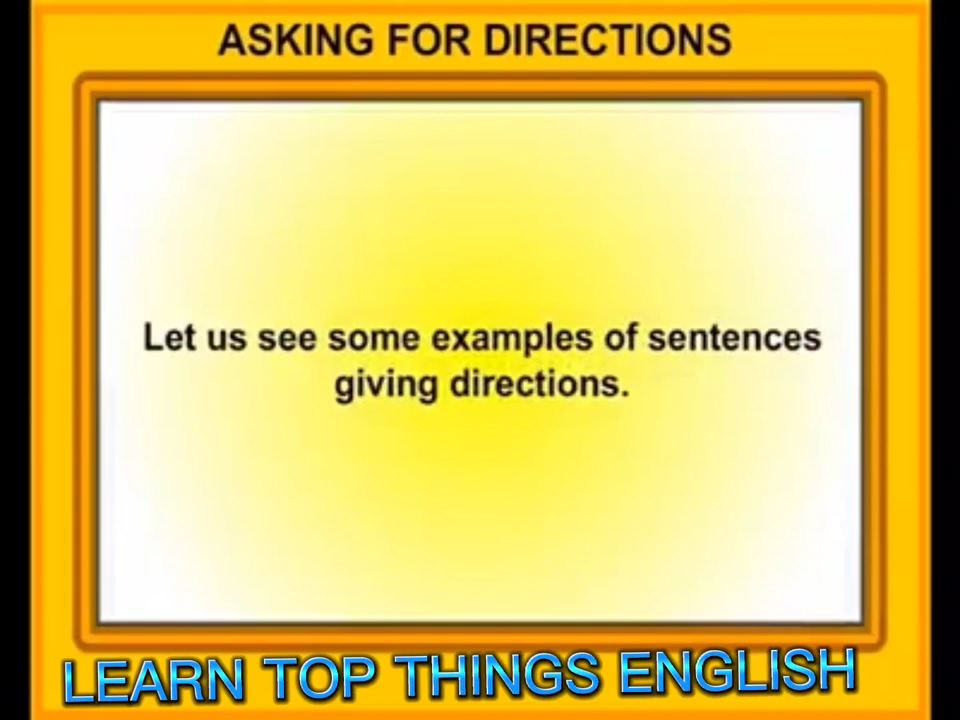 ASKING FOR DIRECTIONS
Let us see some examples of sentences
giving directions.
LEARN TOP THINGS ENGLISH